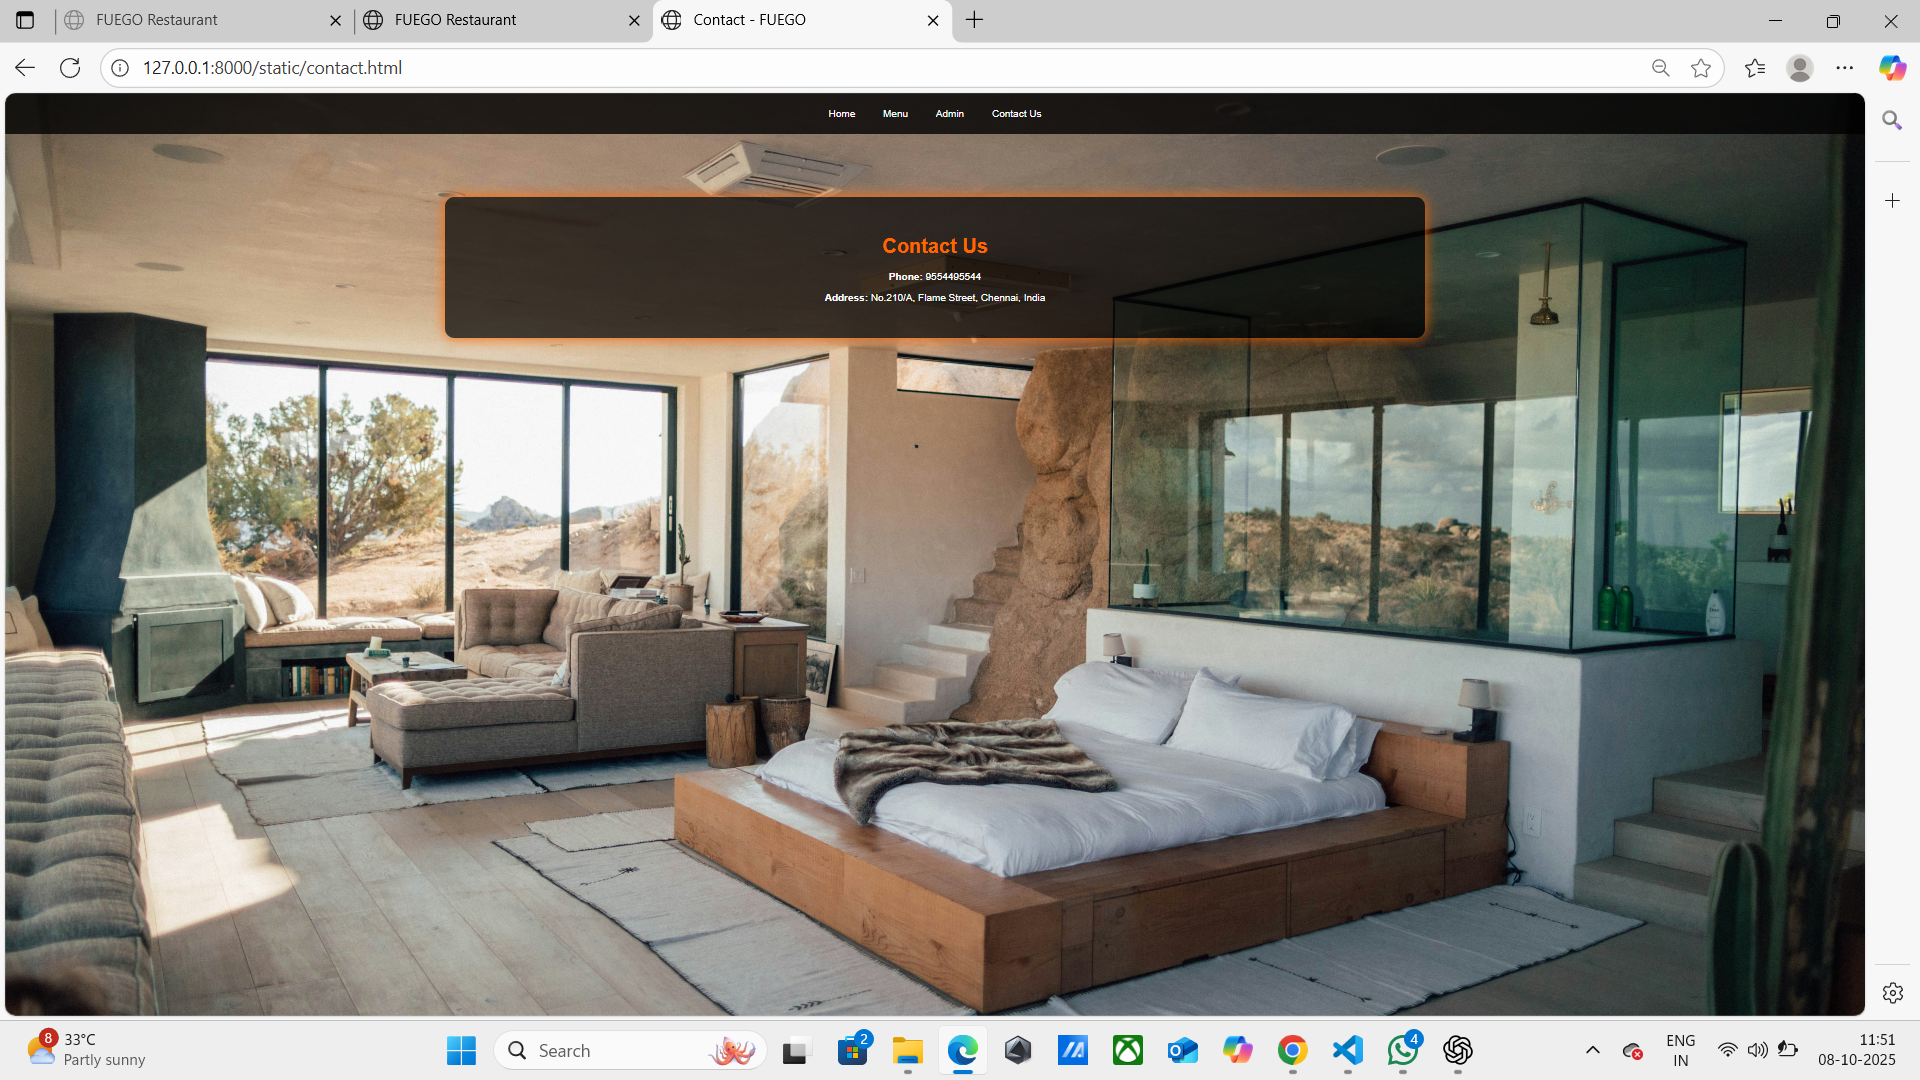 FUEGO Restaurant
FUEGO Restaurant
Contact - FUEGO
127.0.0.1:8000/static/contact.html
Home Menu Admin Contact Us
Contact Us
Phone: 9554495544
Address: No.210/A, Flame Street, Chennai, India
8
33°C
Partly sunny
Search
2
4
ENG
IN
11:51
08-10-2025